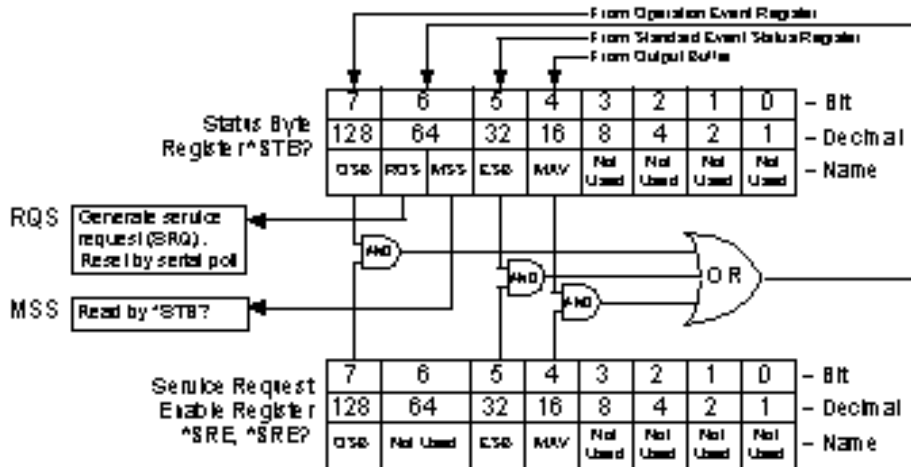 From Operation Event Register
From Standard Event Status Register
From Output Buffer
7 6 5 4 3 2 1 0 – Bit
Status Byte
Register *STB?
128 64 32 16 8 4 2 1 – Decimal
OSB RQS MSS ESB MAV Not Used Not Used Not Used Not Used – Name
RQS
Generate service
request (SRQ).
Reset by serial poll
AND
AND
AND
OR
MSS
Read by *STB?
7 6 5 4 3 2 1 0 – Bit
Service Request
Enable Register
*SRE, *SRE?
128 64 32 16 8 4 2 1 – Decimal
OSB Not Used ESB MAV Not Used Not Used Not Used Not Used – Name